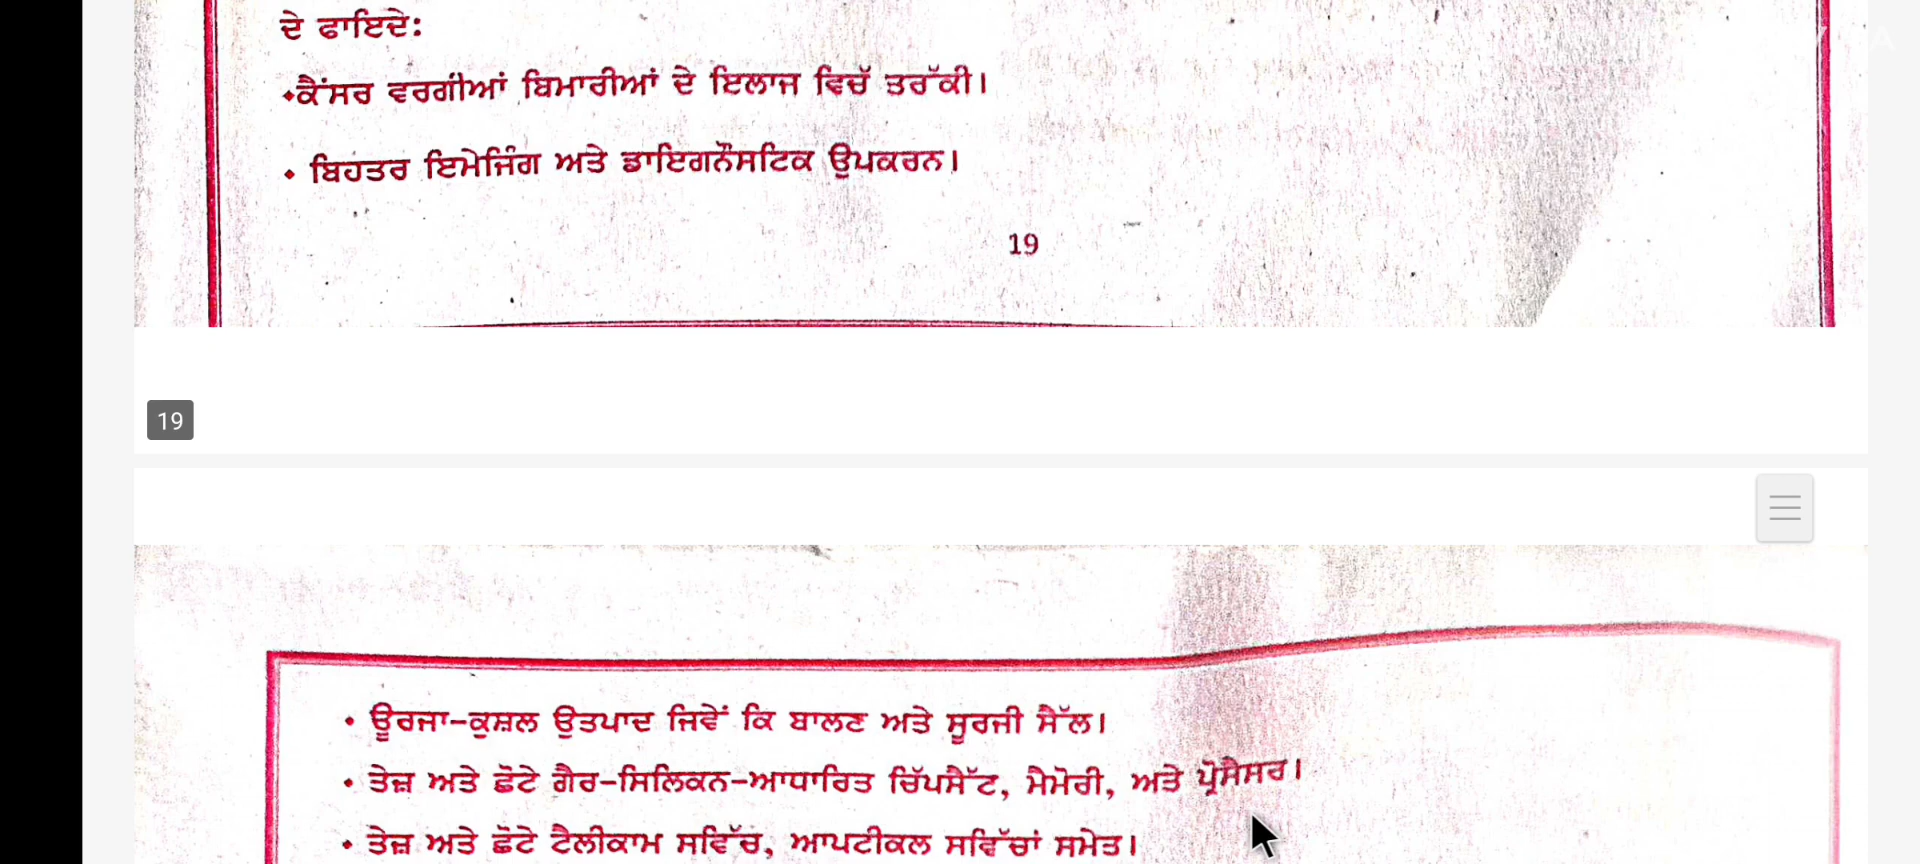 ਦੇ ਫਾਇਦੇ:
•ਕੈਂਸਰ ਵਰਗੀਆਂ ਬਿਮਾਰੀਆਂ ਦੇ ਇਲਾਜ ਵਿਚੱ ਤਰੱਕੀ।
• ਬਿਹਤਰ ਇਮੇਜਿੰਗ ਅਤੇ ਡਾਇਗਨੌਸਟਿਕ ਉਪਕਰਨ।
19
19
• ਊਰਜਾ-ਕੁਸ਼ਲ ਉਤਪਾਦ ਜਿਵੇਂ ਕਿ ਬਾਲਣ ਅਤੇ ਸੂਰਜੀ ਸੈੱਲ।
• ਤੇਜ਼ ਅਤੇ ਛੋਟੇ ਗੈਰ-ਸਿਲਿਕਨ-ਆਧਾਰਿਤ ਚਿੱਪਸੈੱਟ, ਮੈਮੋਰੀ, ਅਤੇ ਪ੍ਰੋਸੈਸਰ।
• ਤੇਜ਼ ਅਤੇ ਛੋਟੇ ਟੈਲੀਕਾਮ ਸਵਿੱਚ, ਆਪਟੀਕਲ ਸਵਿੱਚਾਂ ਸਮੇਤ।